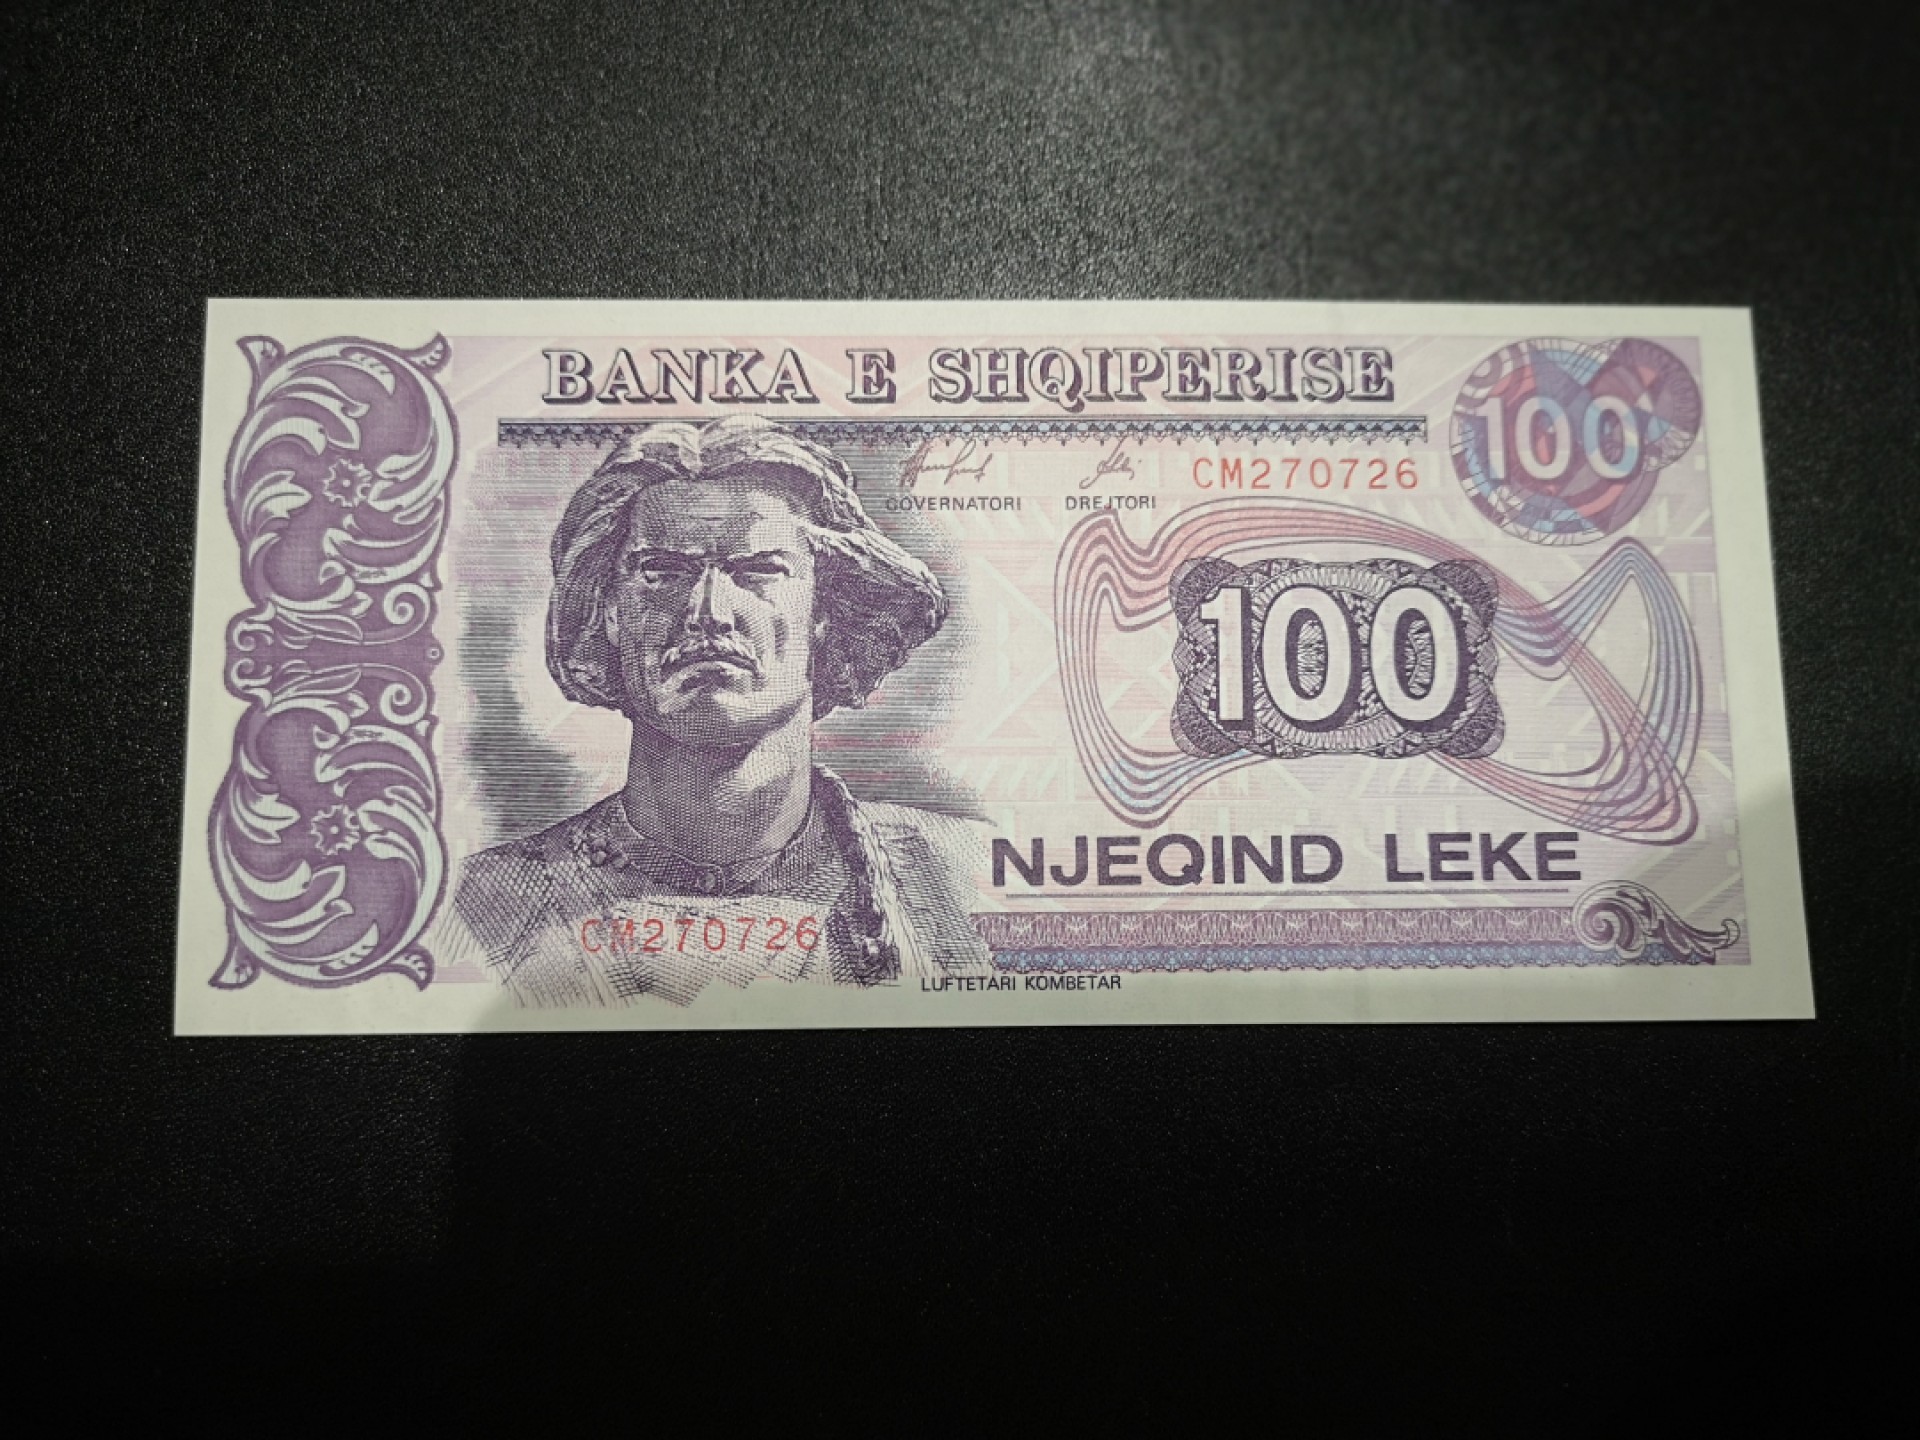 BANKA E SHQIPERISE
100
GOVERNATORI DREJTORI CM270726
100
NJEQIND LEKE
CM270726
LUFTETARI KOMBETAR